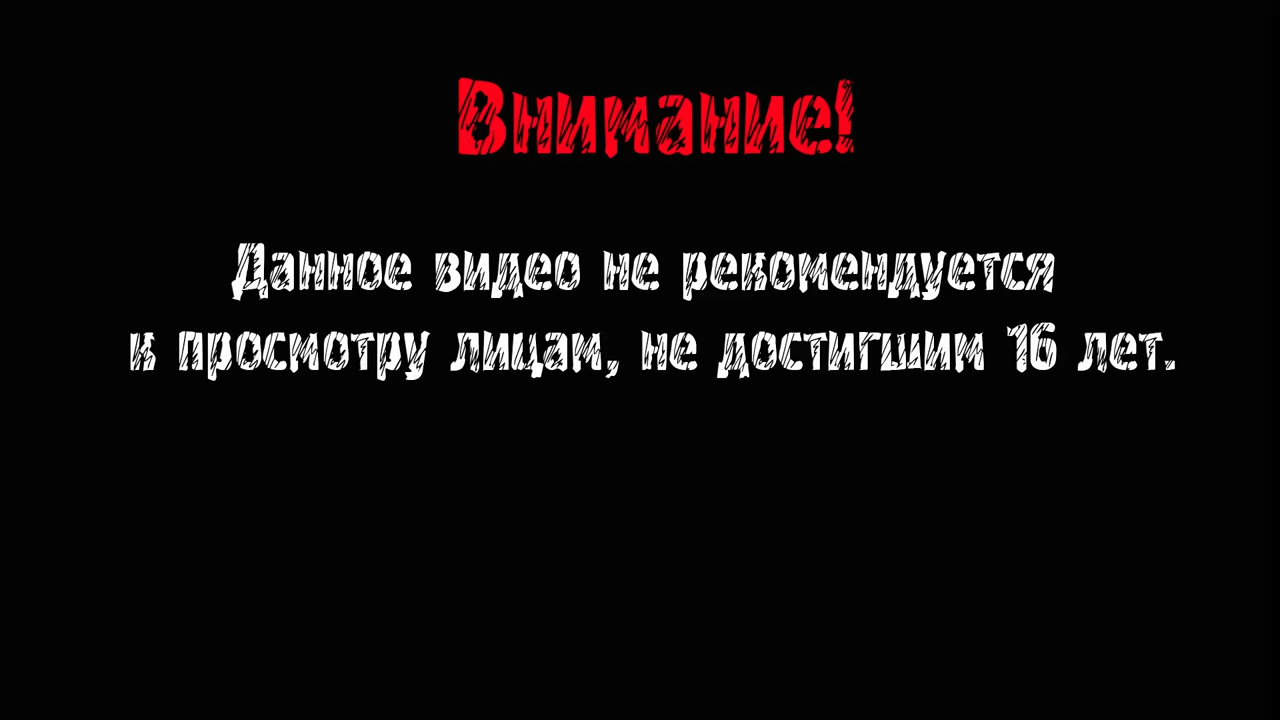 Внимание!
Данное видео не рекомендуется
к просмотру лицам, не достигшим 16 лет.